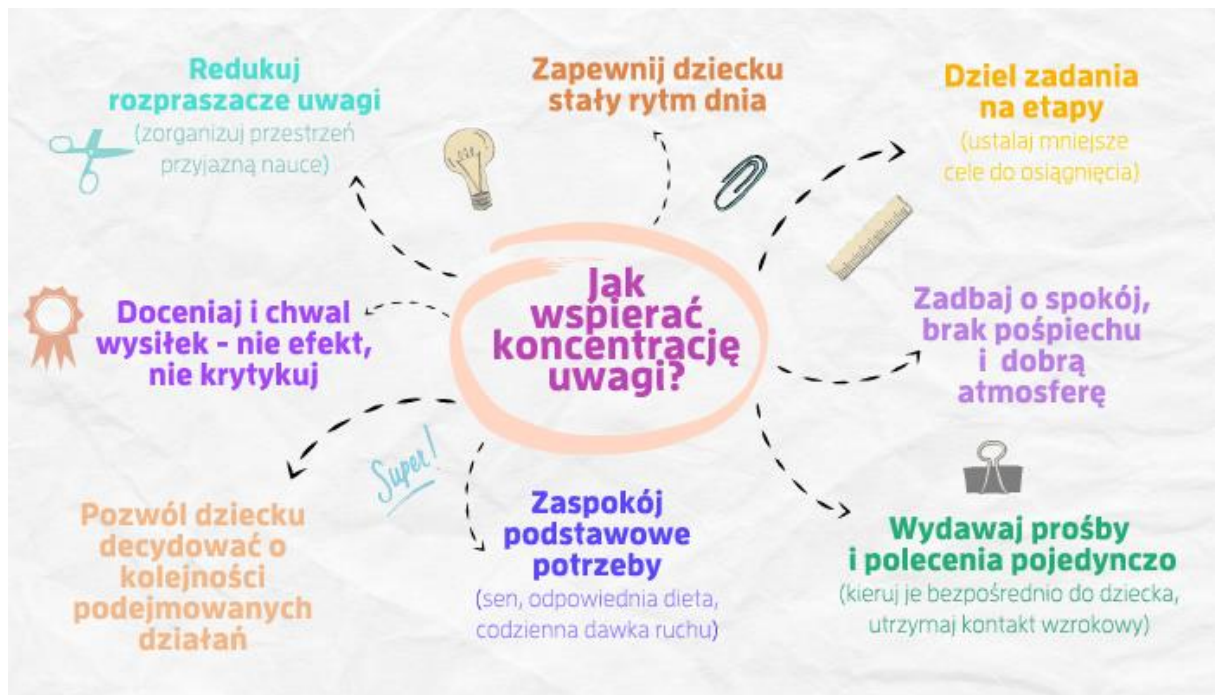 Redukuj
rozpraszacze uwagi
(zorganizuj przestrzeń
przyjazną nauce)
Zapewnij dziecku
stały rytm dnia
Dziel zadania
na etapy
(ustalaj mniejsze
cele do osiągnięcia)
Doceniaj i chwal
wysiłek - nie efekt,
nie krytykuj
Jak
wspierać
koncentrację
uwagi?
Zadbaj o spokój,
brak pośpiechu
i dobrą
atmosferę
Pozwól dziecku
decydować o
kolejności
podejmowanych
działań
Super!
Zaspokój
podstawowe
potrzeby
(sen, odpowiednia dieta,
codzienna dawka ruchu)
Wydawaj prośby
i polecenia pojedynczo
(kieruj je bezpośrednio do dziecka,
utrzymaj kontakt wzrokowy)